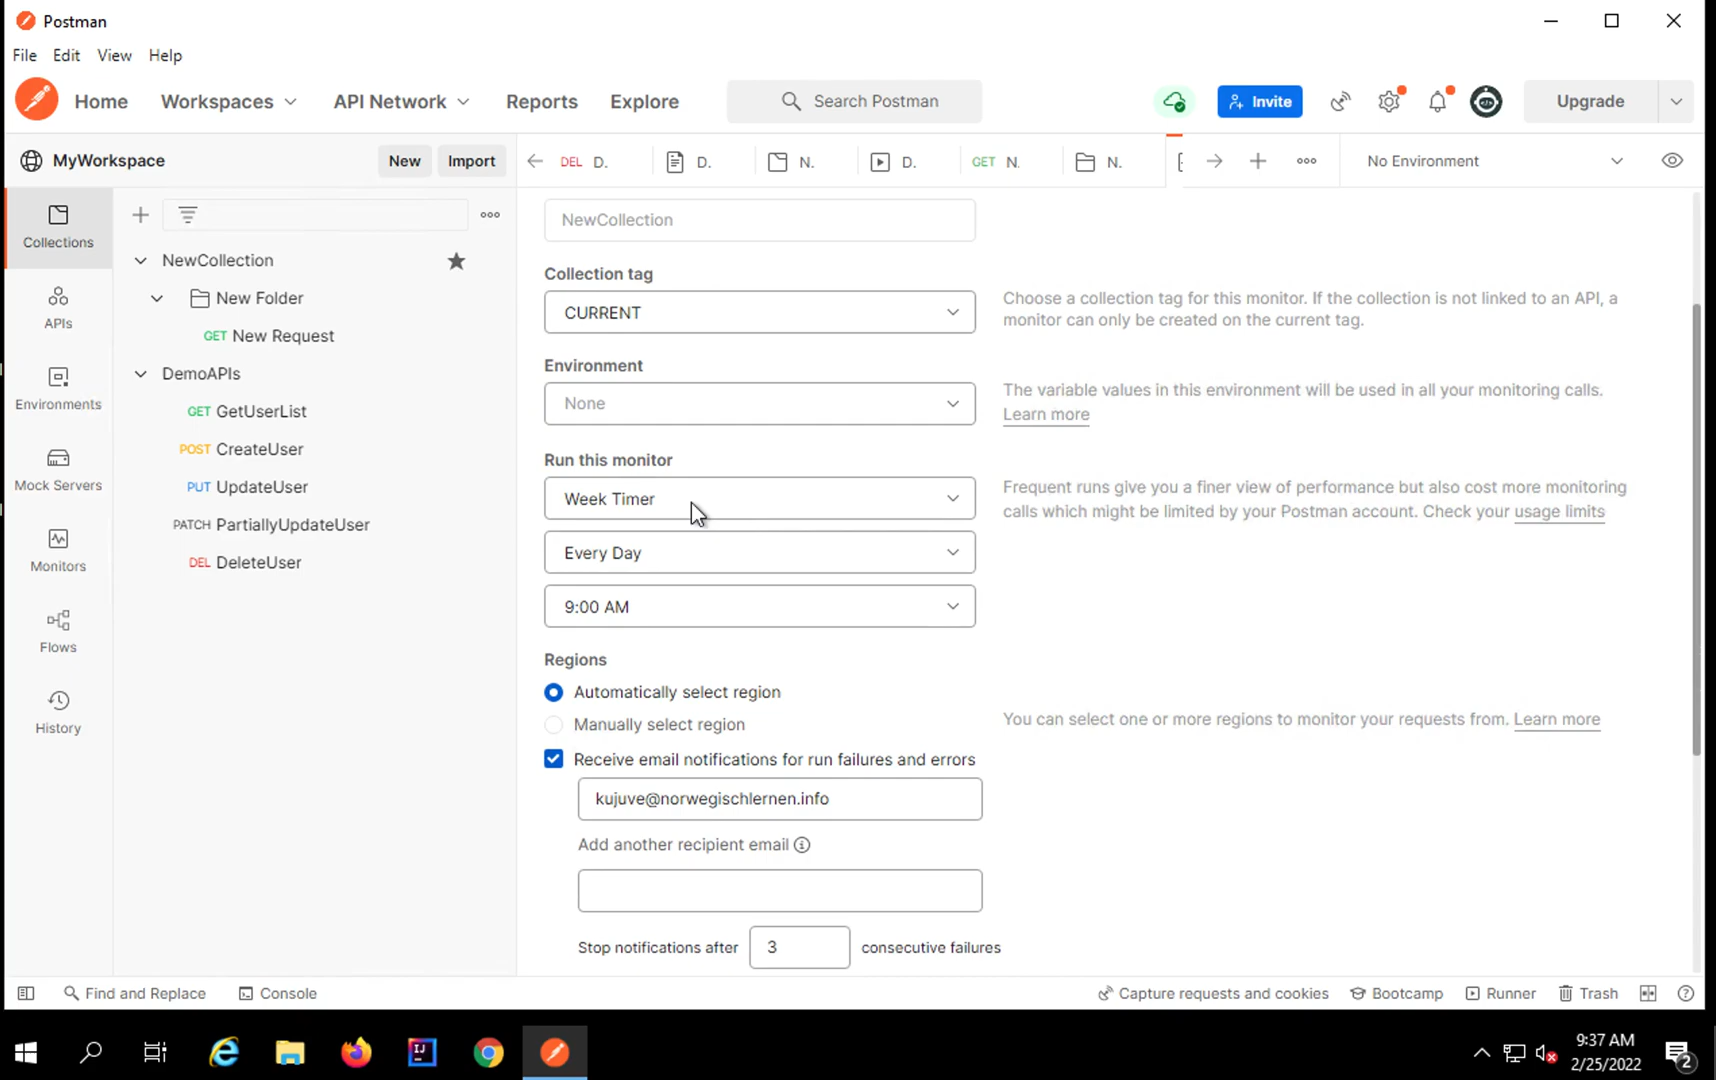 Postman
File Edit View Help
Home Workspaces API Network Reports Explore Search Postman Invite Upgrade
MyWorkspace New Import DEL D. D. N. D. GET N. N. No Environment
Collections
APIs
Environments
Mock Servers
Monitors
Flows
History
NewCollection
New Folder
GET New Request
DemoAPIs
GET GetUserList
POST CreateUser
PUT UpdateUser
PATCH PartiallyUpdateUser
DEL DeleteUser
NewCollection
Collection tag
CURRENT
Choose a collection tag for this monitor. If the collection is not linked to an API, a
monitor can only be created on the current tag.
Environment
None
The variable values in this environment will be used in all your monitoring calls.
Learn more
Run this monitor
Week Timer
Every Day
9:00 AM
Frequent runs give you a finer view of performance but also cost more monitoring
calls which might be limited by your Postman account. Check your usage limits
Regions
Automatically select region
Manually select region
You can select one or more regions to monitor your requests from. Learn more
Receive email notifications for run failures and errors
kujuve@norwegischlernen.info
Add another recipient email
Stop notifications after 3 consecutive failures
Find and Replace Console Capture requests and cookies Bootcamp Runner Trash
9:37 AM
2/25/2022
2